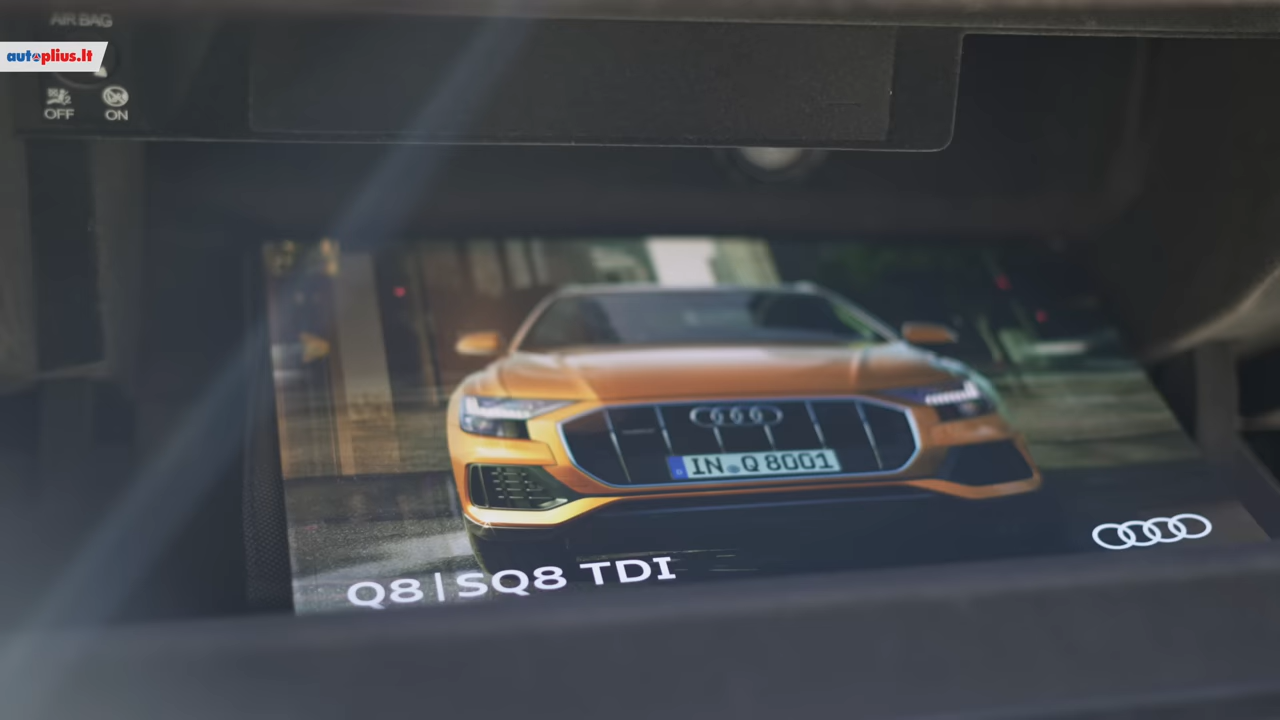 AIR BAG
autoplius.lt
OFF
ON
IN Q 8001
Q8 | SQ8 TDI